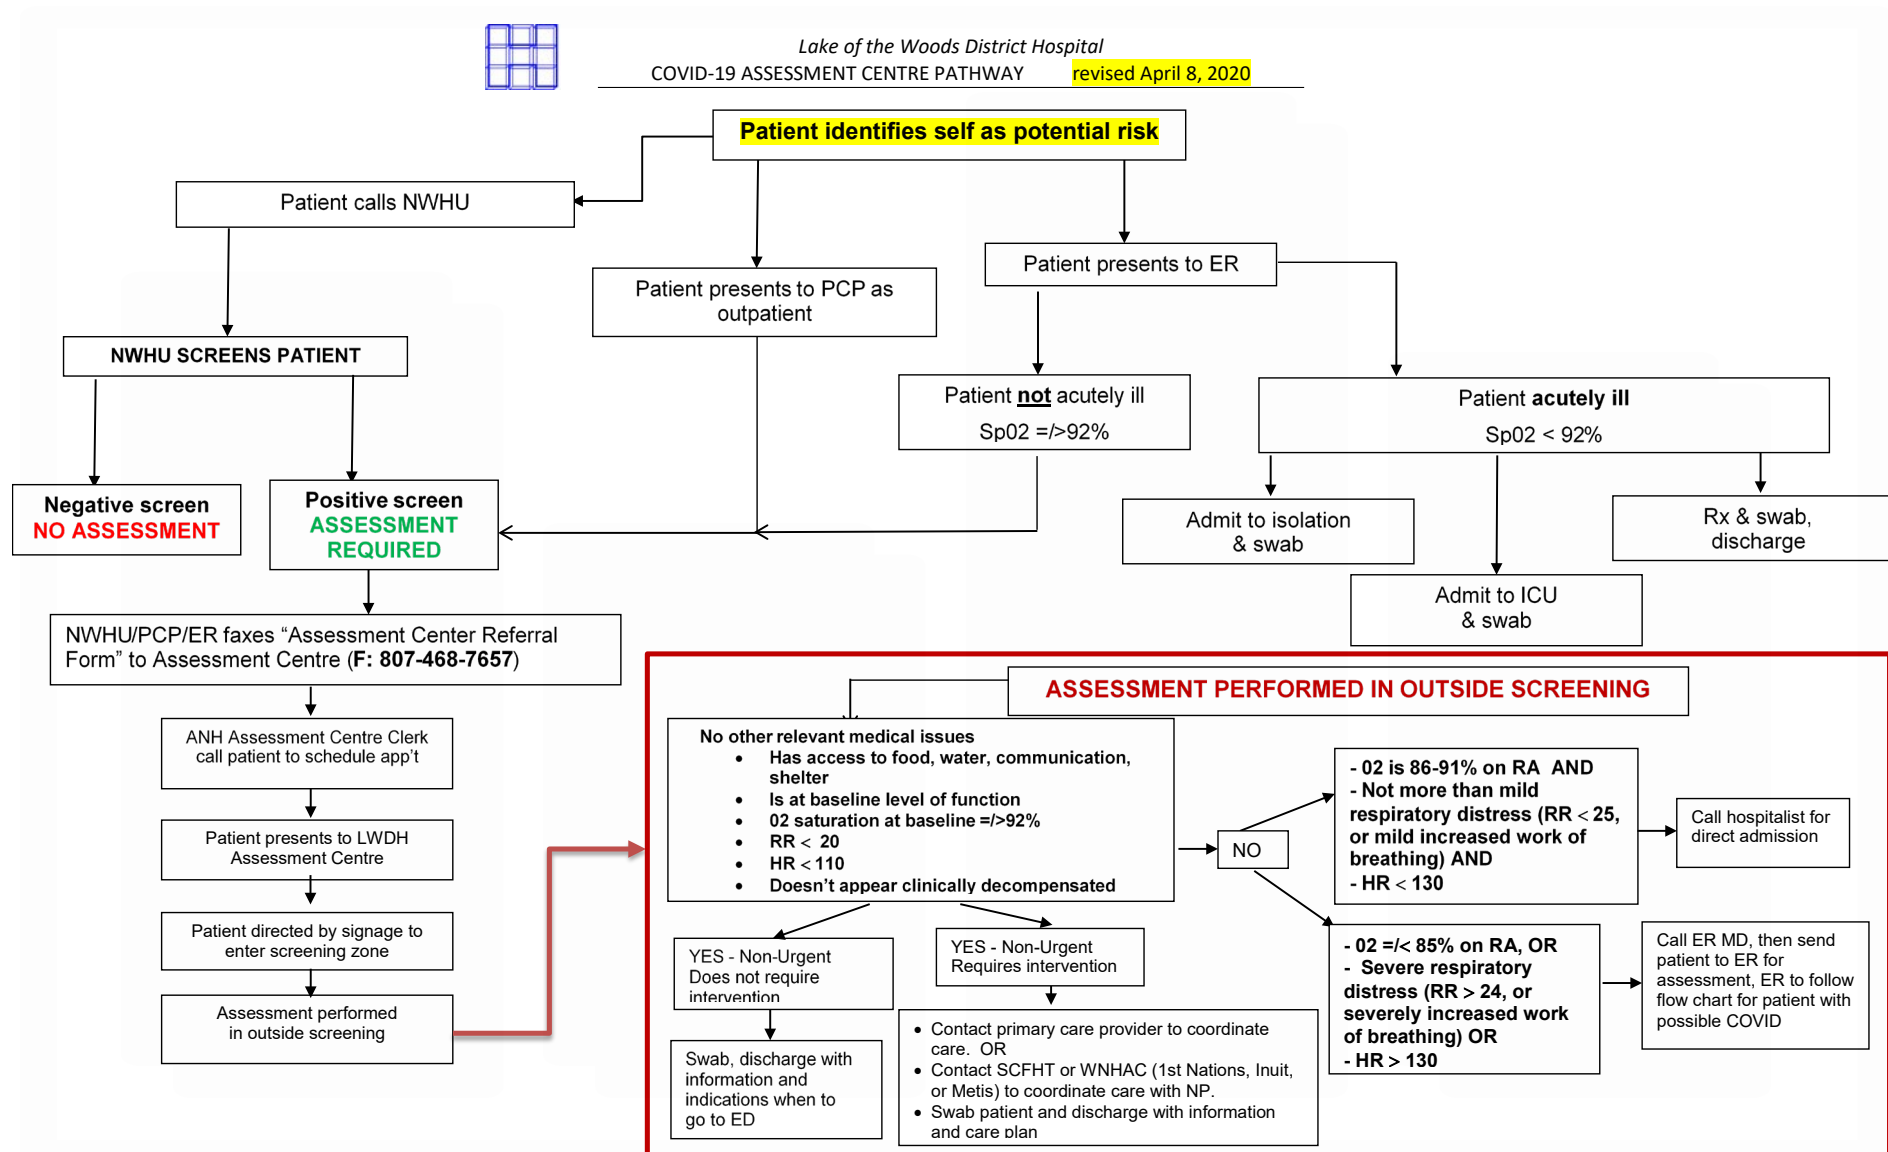 Lake of the Woods District Hospital
COVID-19 ASSESSMENT CENTRE PATHWAY revised April 8, 2020
Patient identifies self as potential risk
Patient calls NWHU
Patient presents to PCP as
outpatient
Patient presents to ER
NWHU SCREENS PATIENT
Patient not acutely ill
Sp02 =/>92%
Patient acutely ill
Sp02 < 92%
Negative screen
NO ASSESSMENT
Positive screen
ASSESSMENT
REQUIRED
Admit to isolation
& swab
Admit to ICU
& swab
Rx & swab,
discharge
NWHU/PCP/ER faxes “Assessment Center Referral
Form” to Assessment Centre (F: 807-468-7657)
ANH Assessment Centre Clerk
call patient to schedule app’t
Patient presents to LWDH
Assessment Centre
Patient directed by signage to
enter screening zone
Assessment performed
in outside screening
ASSESSMENT PERFORMED IN OUTSIDE SCREENING
No other relevant medical issues
• Has access to food, water, communication,
shelter
• Is at baseline level of function
• 02 saturation at baseline =/>92%
• RR < 20
• HR < 110
• Doesn’t appear clinically decompensated
NO
- 02 is 86-91% on RA AND
- Not more than mild
respiratory distress (RR < 25,
or mild increased work of
breathing) AND
- HR < 130
Call hospitalist for
direct admission
- 02 =/< 85% on RA, OR
- Severe respiratory
distress (RR > 24, or
severely increased work
of breathing) OR
- HR > 130
Call ER MD, then send
patient to ER for
assessment, ER to follow
flow chart for patient with
possible COVID
YES - Non-Urgent
Does not require
intervention
Swab, discharge with
information and
indications when to
go to ED
YES - Non-Urgent
Requires intervention
• Contact primary care provider to coordinate
care. OR
• Contact SCFHT or WNHAC (1st Nations, Inuit,
or Metis) to coordinate care with NP.
• Swab patient and discharge with information
and care plan